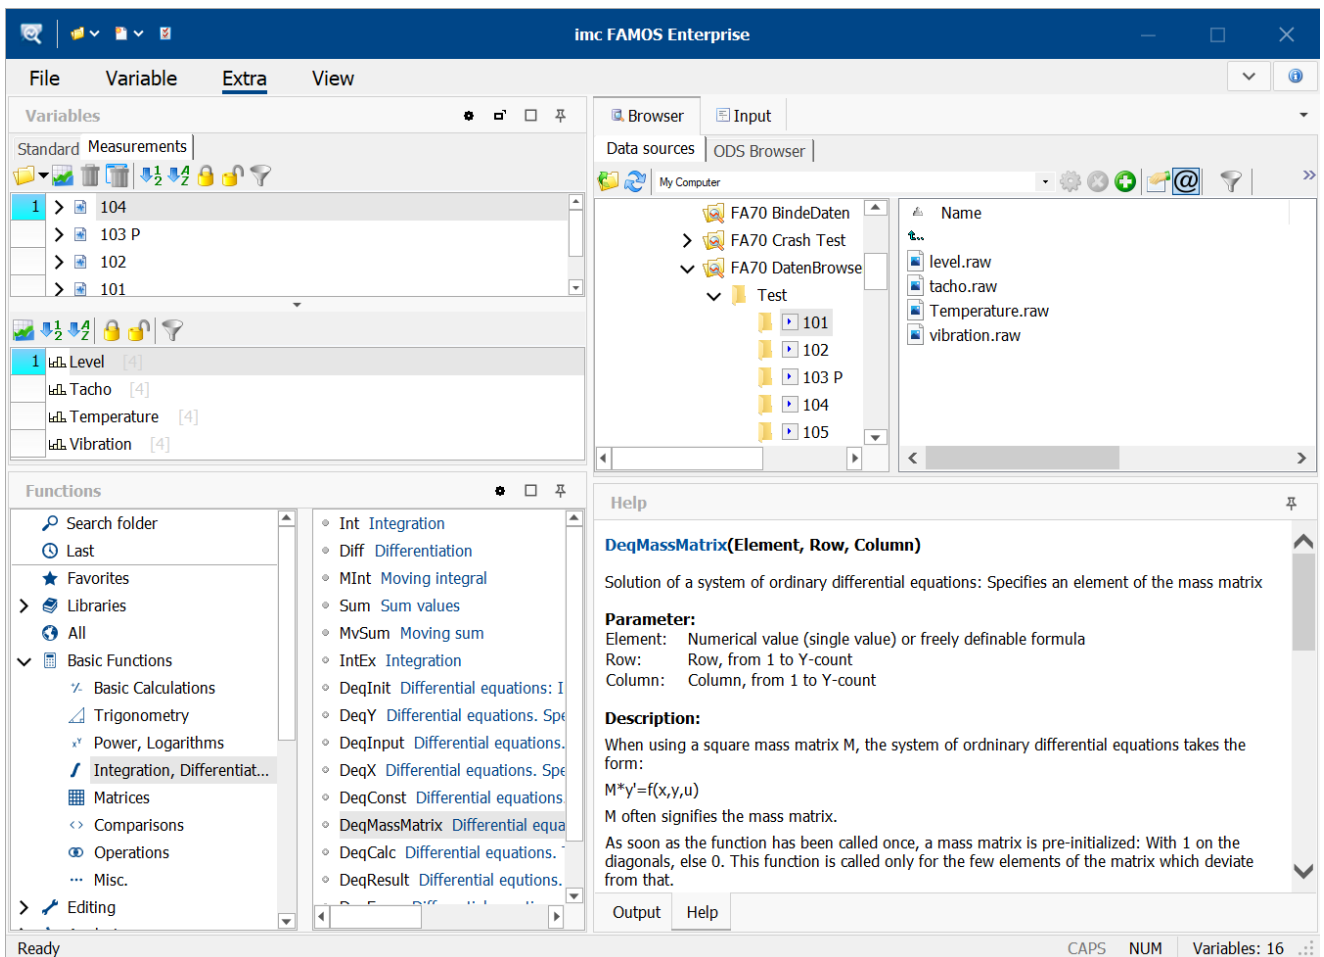 imc FAMOS Enterprise
File Variable Extra View
Variables
Standard Measurements
1 104
103 P
102
101
1 Level [4]
Tacho [4]
Temperature [4]
Vibration [4]
Browser Input
Data sources ODS Browser
My Computer
FA70 BindeDaten
FA70 Crash Test
FA70 DatenBrowse
Test
101
102
103 P
104
105
Name
level.raw
tacho.raw
Temperature.raw
vibration.raw
Functions
Search folder
Last
Favorites
Libraries
All
Basic Functions
Basic Calculations
Trigonometry
Power, Logarithms
Integration, Differentiat...
Matrices
Comparisons
Operations
Misc.
Editing
Int Integration
Diff Differentiation
MInt Moving integral
Sum Sum values
MvSum Moving sum
IntEx Integration
DeqInit Differential equations: I
DeqY Differential equations. Spe
DeqInput Differential equations.
DeqX Differential equations. Spe
DeqConst Differential equations
DeqMassMatrix Differential equa
DeqCalc Differential equations.
DeqResult Differential eqution­s.
Help
DeqMassMatrix(Element, Row, Column)
Solution of a system of ordinary differential equations: Specifies an element of the mass matrix
Parameter:
Element: Numerical value (single value) or freely definable formula
Row: Row, from 1 to Y-count
Column: Column, from 1 to Y-count
Description:
When using a square mass matrix M, the system of ordninary differential equations takes the
form:
M*y'=f(x,y,u)
M often signifies the mass matrix.
As soon as the function has been called once, a mass matrix is pre-initialized: With 1 on the
diagonals, else 0. This function is called only for the few elements of the matrix which deviate
from that.
Output Help
Ready CAPS NUM Variables: 16